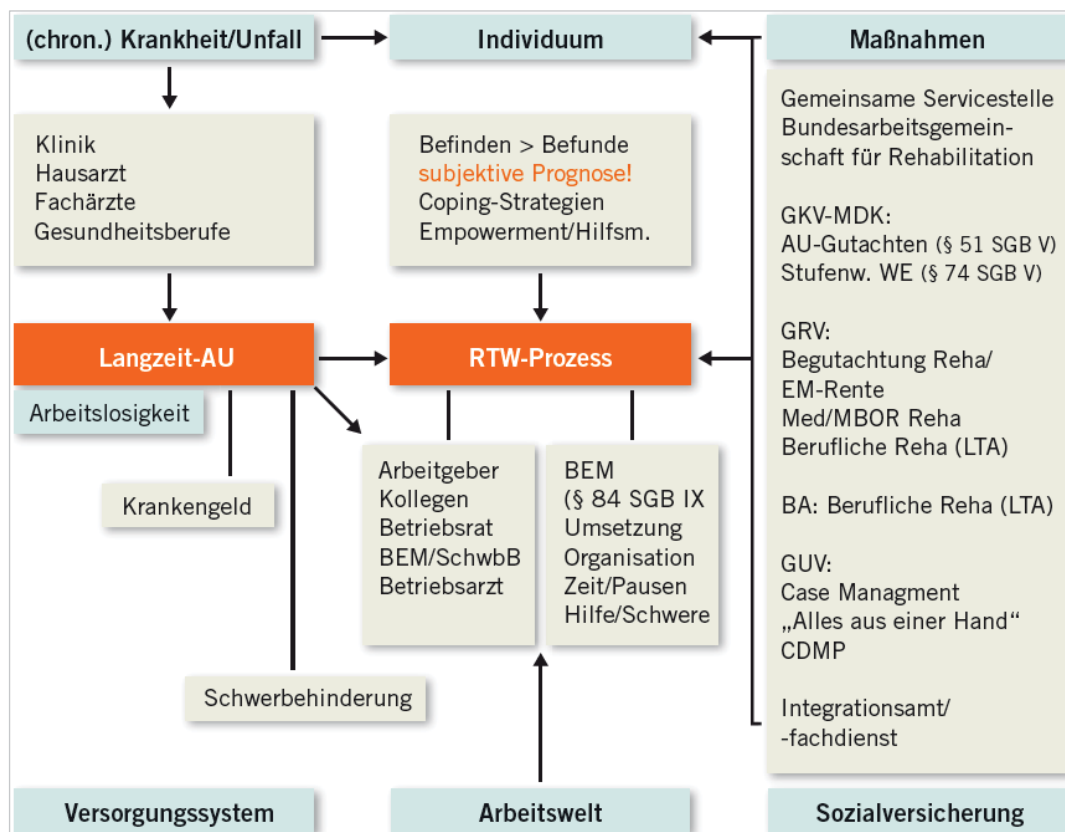 (chron.) Krankheit/Unfall
Individuum
Maßnahmen
Klinik
Hausarzt
Fachärzte
Gesundheitsberufe
Befinden > Befunde
subjektive Prognose!
Coping-Strategien
Empowerment/Hilfsm.
Gemeinsame Servicestelle
Bundesarbeitsgemein-
schaft für Rehabilitation
GKV-MDK:
AU-Gutachten (§ 51 SGB V)
Stufenw. WE (§ 74 SGB V)
GRV:
Begutachtung Reha/
EM-Rente
Med/MBOR Reha
Berufliche Reha (LTA)
BA: Berufliche Reha (LTA)
GUV:
Case Managment
„Alles aus einer Hand“
CDMP
Integrationsamt/
-fachdienst
Langzeit-AU
RTW-Prozess
Arbeitslosigkeit
Krankengeld
Schwerbehinderung
Arbeitgeber
Kollegen
Betriebsrat
BEM/SchwbB
Betriebsarzt
BEM
(§ 84 SGB IX
Umsetzung
Organisation
Zeit/Pausen
Hilfe/Schwere
Versorgungssystem
Arbeitswelt
Sozialversicherung